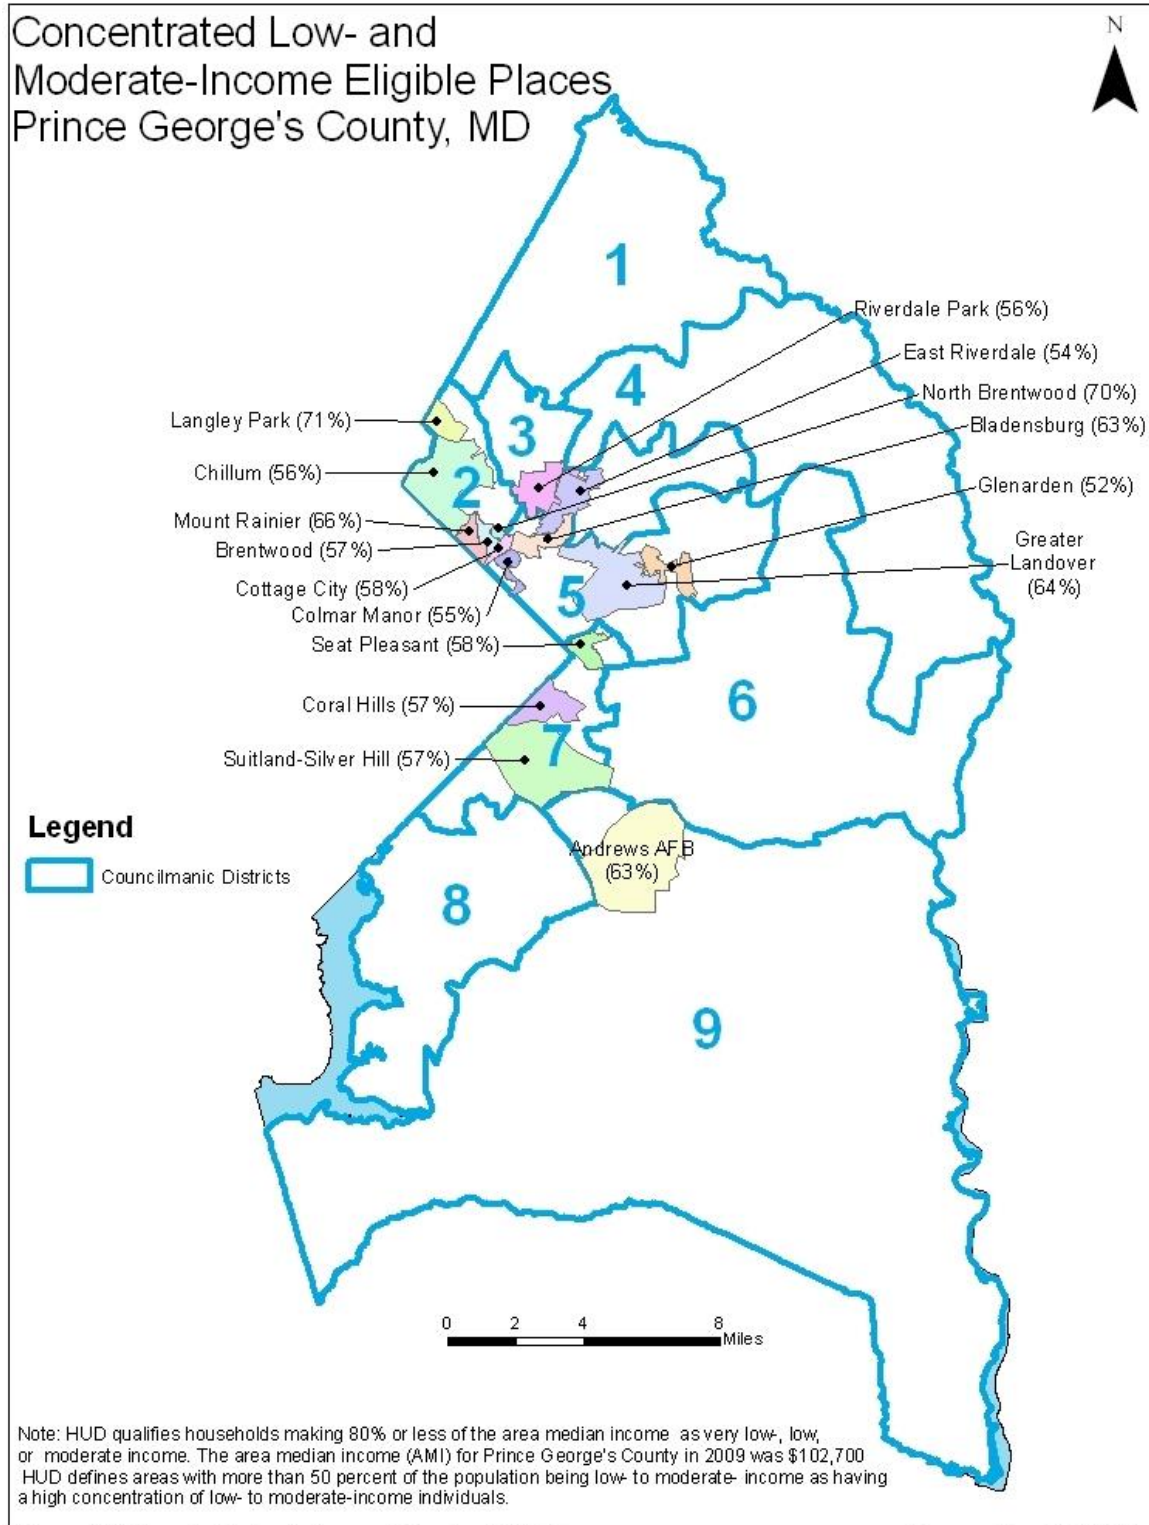 Concentrated Low- and
Moderate-Income Eligible Places
Prince George's County, MD
N
1
Riverdale Park (56%)
East Riverdale (54%)
4
North Brentwood (70%)
Langley Park (71%)
3
Bladensburg (63%)
Chillum (56%)
2
Glenarden (52%)
Mount Rainier (66%)
Brentwood (57%)
Greater
Landover
(64%)
Cottage City (58%)
5
Colmar Manor (55%)
Seat Pleasant (58%)
Coral Hills (57%)
6
Suitland-Silver Hill (57%)
7
Legend
Councilmanic Districts
Andrews AFB
(63%)
8
9
0 2 4 8
Miles
Note: HUD qualifies households making 80% or less of the area median income as very low-, low,
or moderate income. The area median income (AMI) for Prince George's County in 2009 was $102,700
HUD defines areas with more than 50 percent of the population being low- to moderate- income as having
a high concentration of low- to moderate-income individuals.